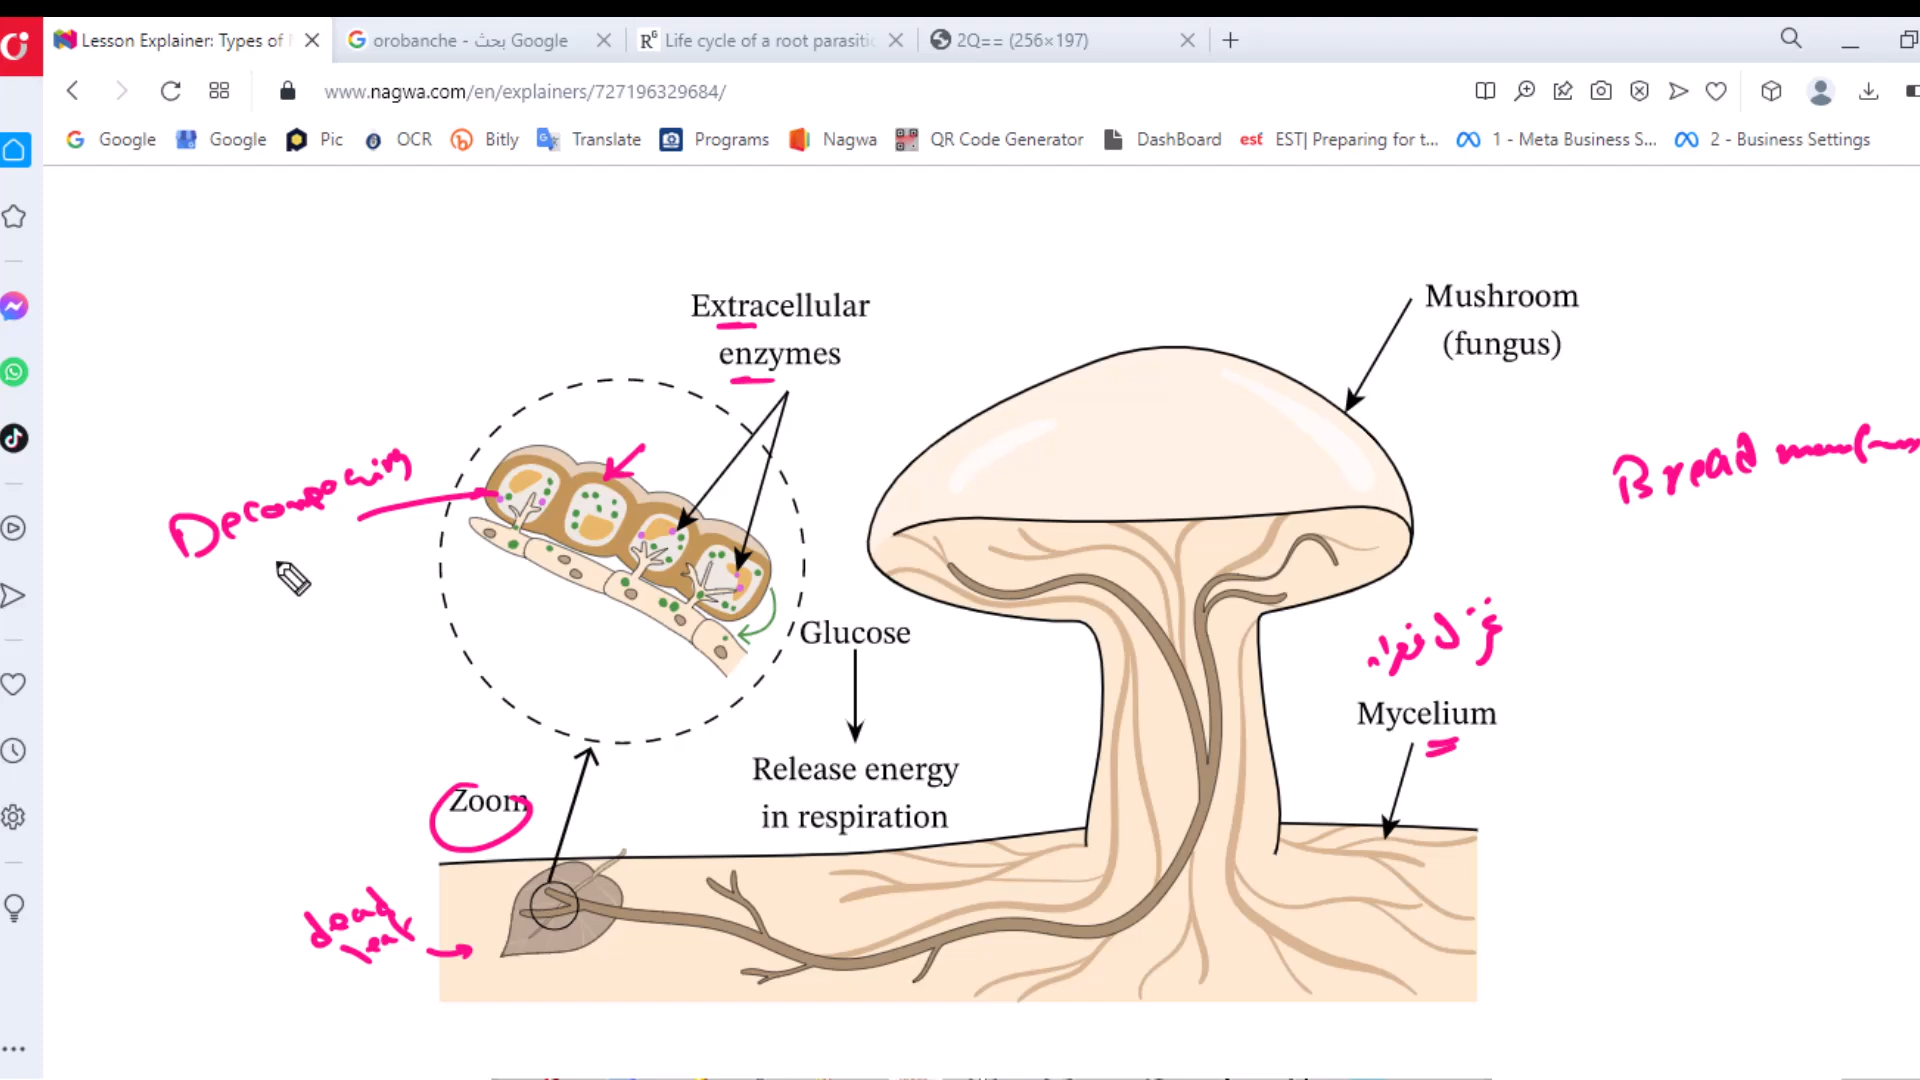 Lesson Explainer: Types of
orobanche - بحث Google
Life cycle of a root parasitic
2Q== (256×197)
www.nagwa.com/en/explainers/727196329684/
Google
Google
Pic
OCR
Bitly
Translate
Programs
Nagwa
QR Code Generator
DashBoard
est EST| Preparing for t...
1 - Meta Business S...
2 - Business Settings
Extracellular
enzymes
Mushroom
(fungus)
Decomposing
Bread
Glucose
Mycelium
Release energy
in respiration
Zoom
dead
leaf